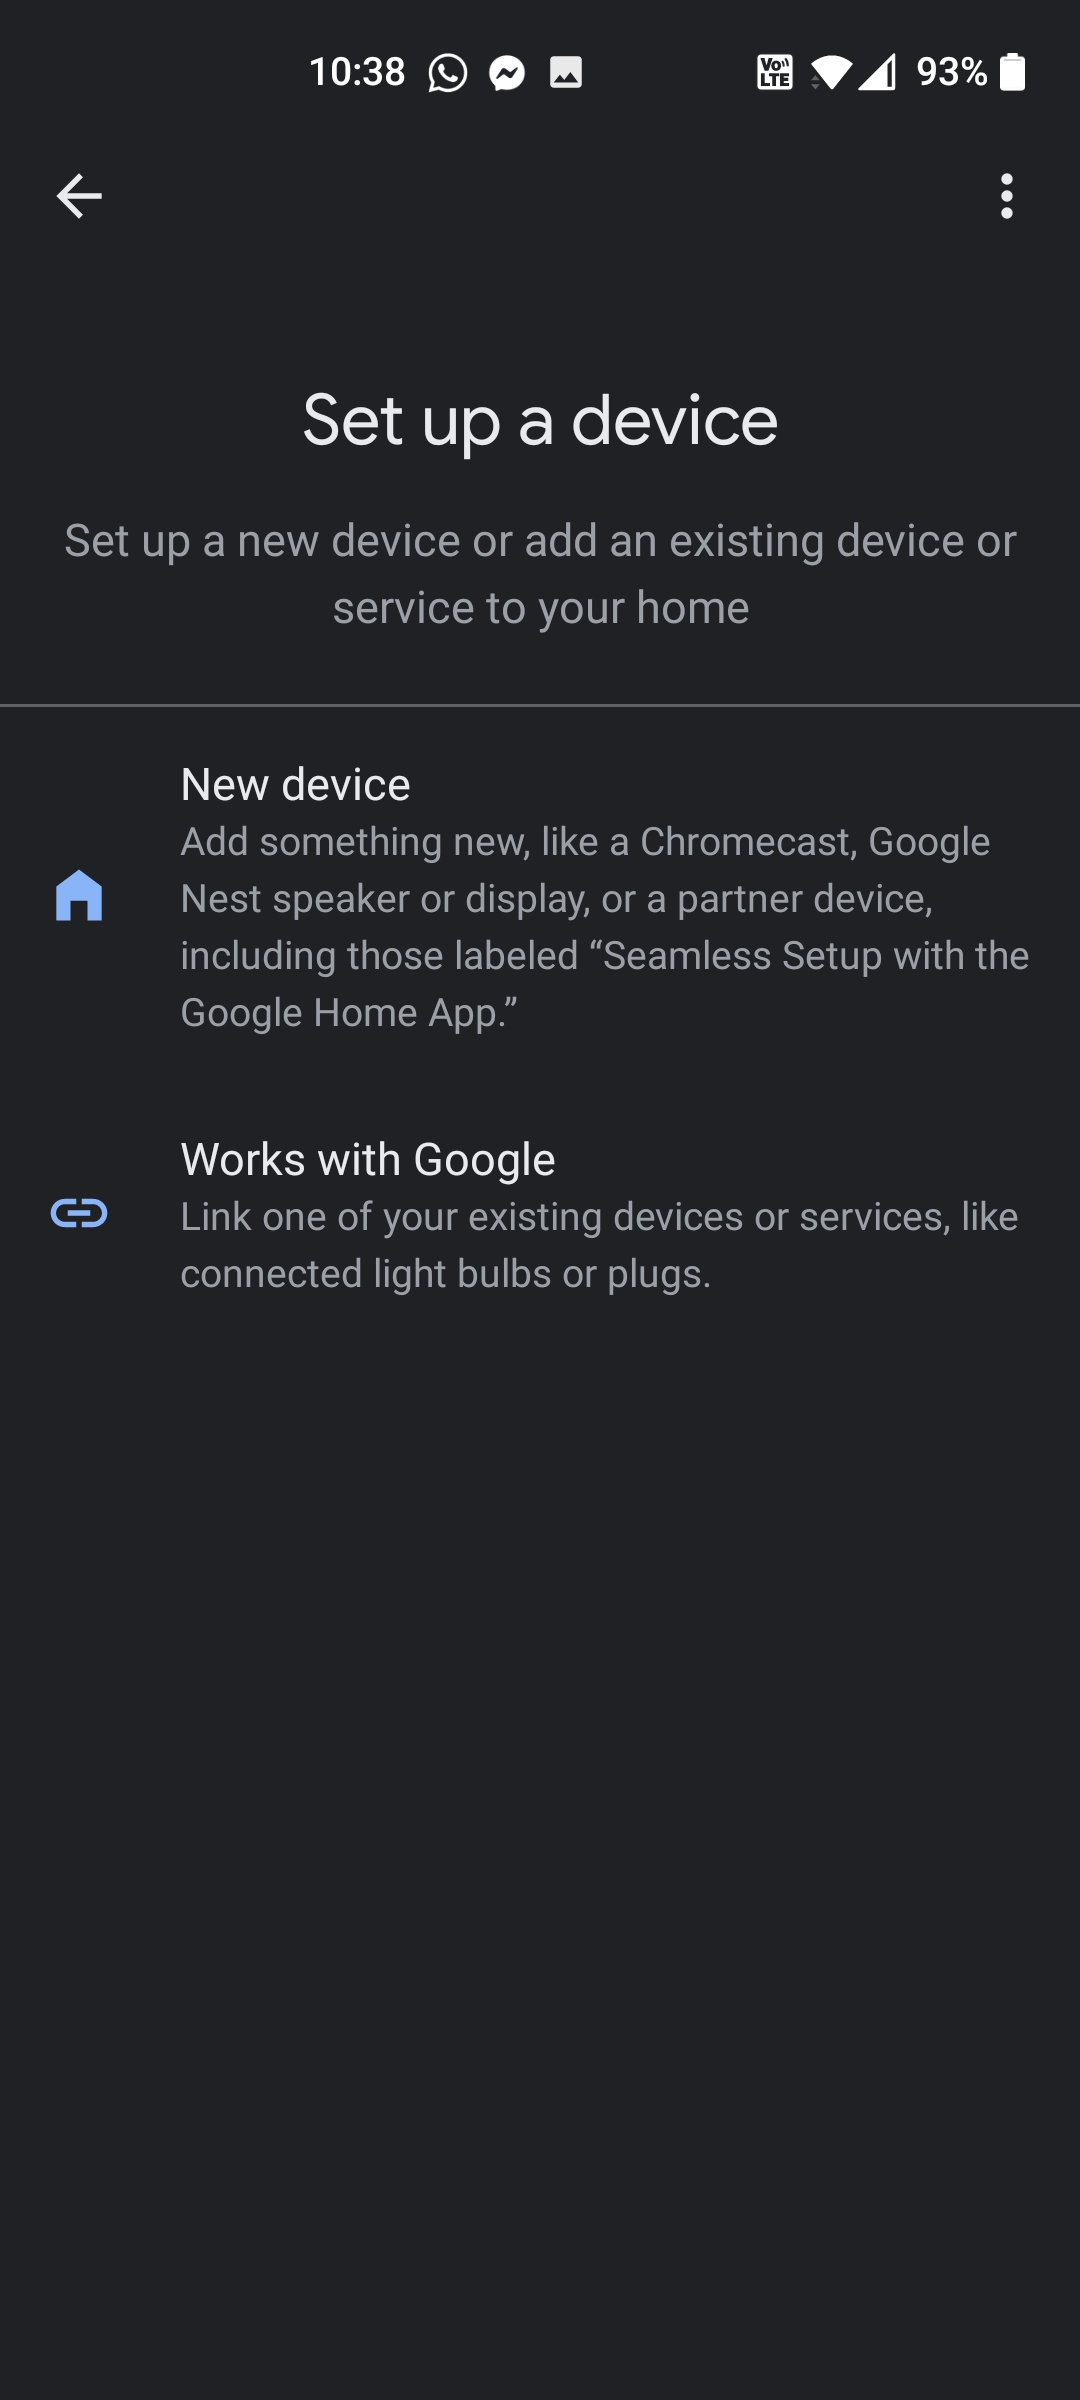 10:38
Vo LTE
93%
Set up a device
Set up a new device or add an existing device or
service to your home
New device
Add something new, like a Chromecast, Google
Nest speaker or display, or a partner device,
including those labeled “Seamless Setup with the
Google Home App.”
Works with Google
Link one of your existing devices or services, like
connected light bulbs or plugs.